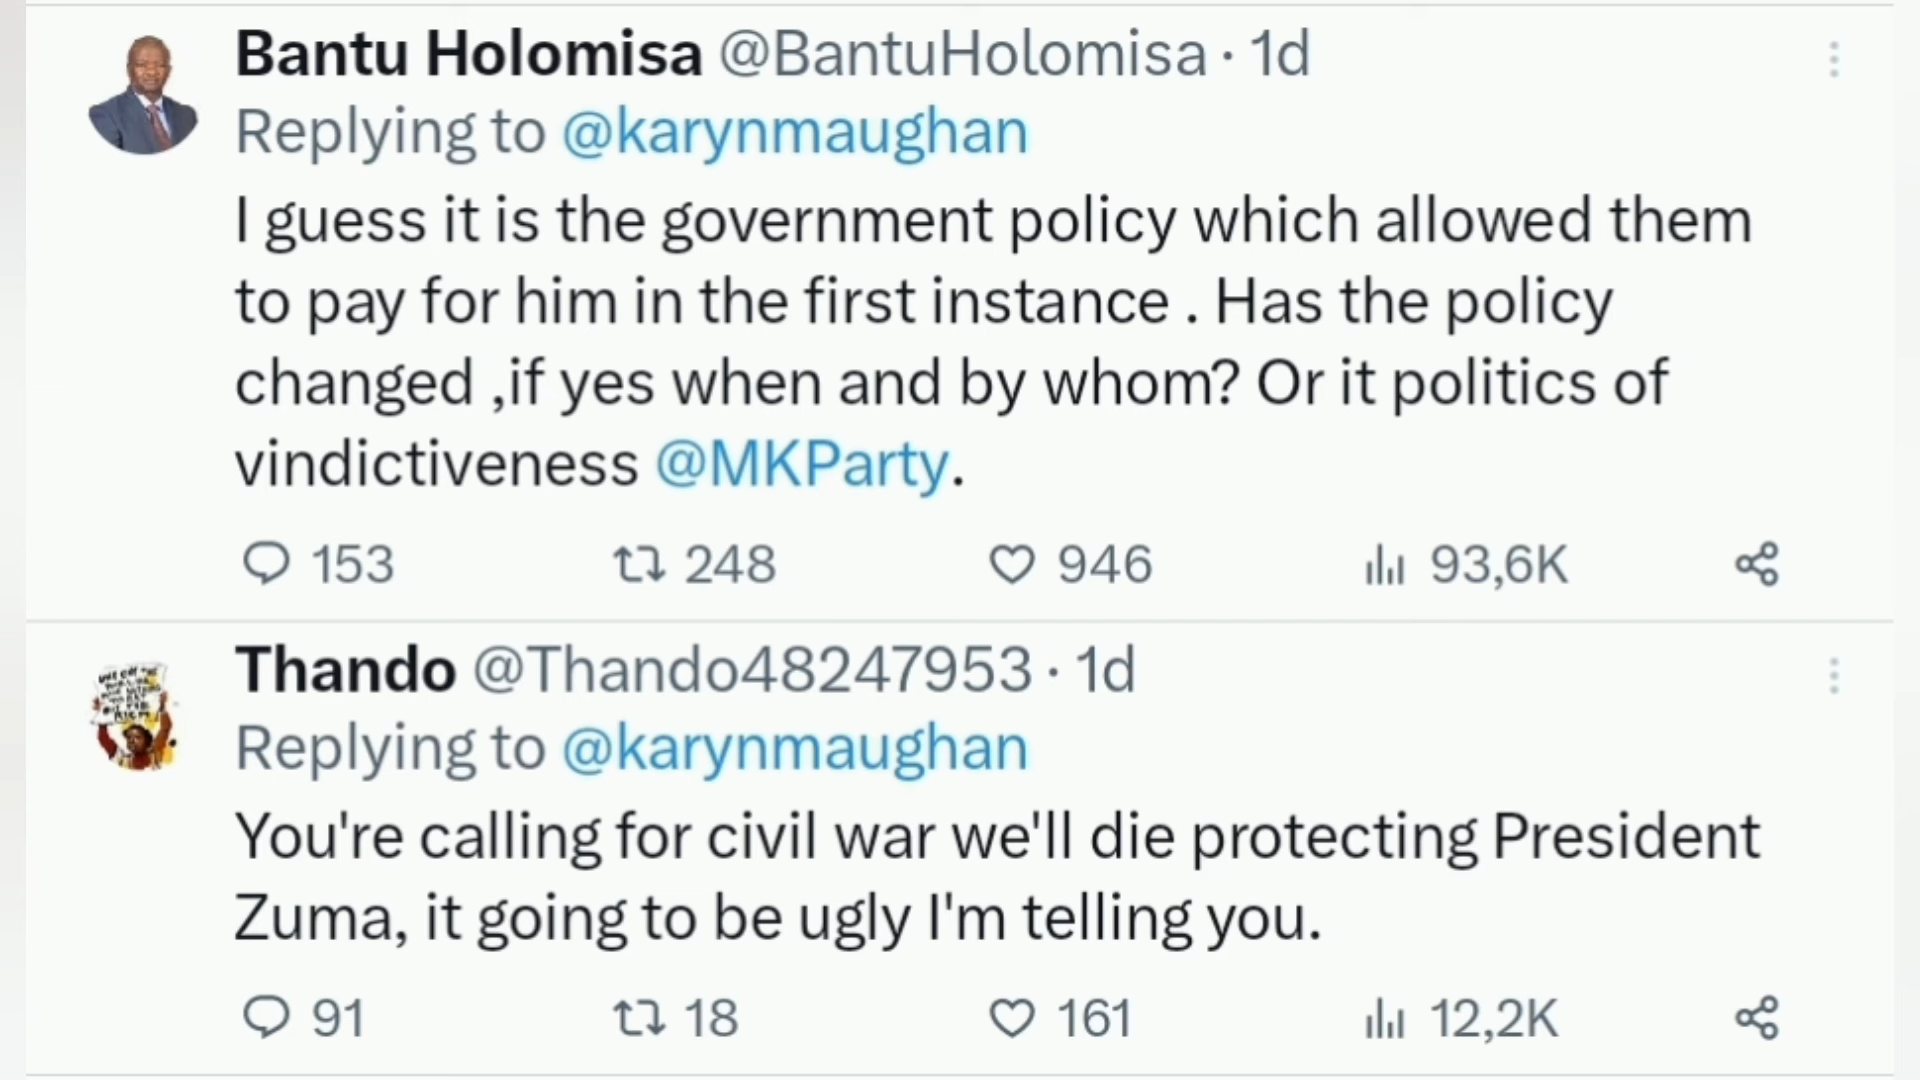 Bantu Holomisa @BantuHolomisa · 1d
Replying to @karynmaughan
I guess it is the government policy which allowed them
to pay for him in the first instance . Has the policy
changed ,if yes when and by whom? Or it politics of
vindictiveness @MKParty.
153 248 946 93,6K
Thando @Thando48247953 · 1d
Replying to @karynmaughan
You're calling for civil war we'll die protecting President
Zuma, it going to be ugly I'm telling you.
91 18 161 12,2K